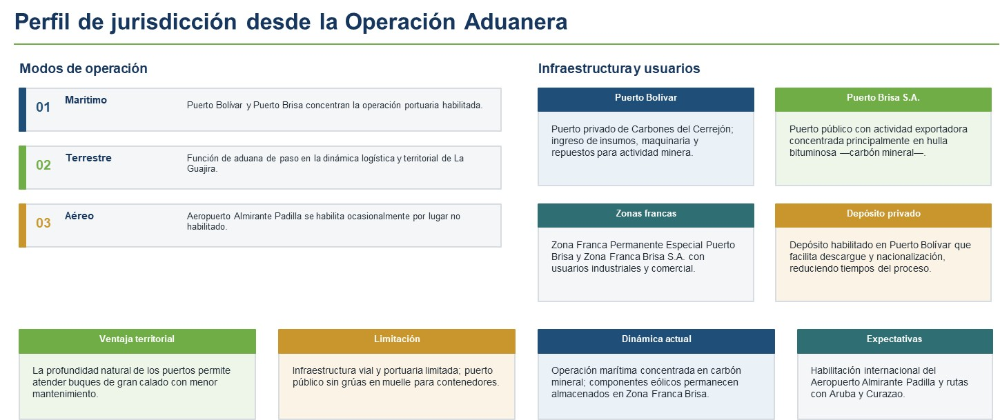 Perfil de jurisdicción desde la Operación Aduanera
Modos de operación
01
Marítimo
Puerto Bolívar y Puerto Brisa concentran la operación portuaria habilitada.
02
Terrestre
Función de aduana de paso en la dinámica logística y territorial de La
Guajira.
03
Aéreo
Aeropuerto Almirante Padilla se habilita ocasionalmente por lugar no
habilitado.
Infraestructura y usuarios
Puerto Bolívar
Puerto privado de Carbones del Cerrejón;
ingreso de insumos, maquinaria y
repuestos para actividad minera.
Puerto Brisa S.A.
Puerto público con actividad exportadora
concentrada principalmente en hulla
bituminosa —carbón mineral—.
Zonas francas
Zona Franca Permanente Especial Puerto
Brisa y Zona Franca Brisa S.A. con
usuarios industriales y comercial.
Depósito privado
Depósito habilitado en Puerto Bolívar que
facilita descargue y nacionalización,
reduciendo tiempos del proceso.
Ventaja territorial
La profundidad natural de los puertos permite
atender buques de gran calado con menor
mantenimiento.
Limitación
Infraestructura vial y portuaria limitada; puerto
público sin grúas en muelle para contenedores.
Dinámica actual
Operación marítima concentrada en carbón
mineral; componentes eólicos permanecen
almacenados en Zona Franca Brisa.
Expectativas
Habilitación internacional del
Aeropuerto Almirante Padilla y rutas
con Aruba y Curazao.